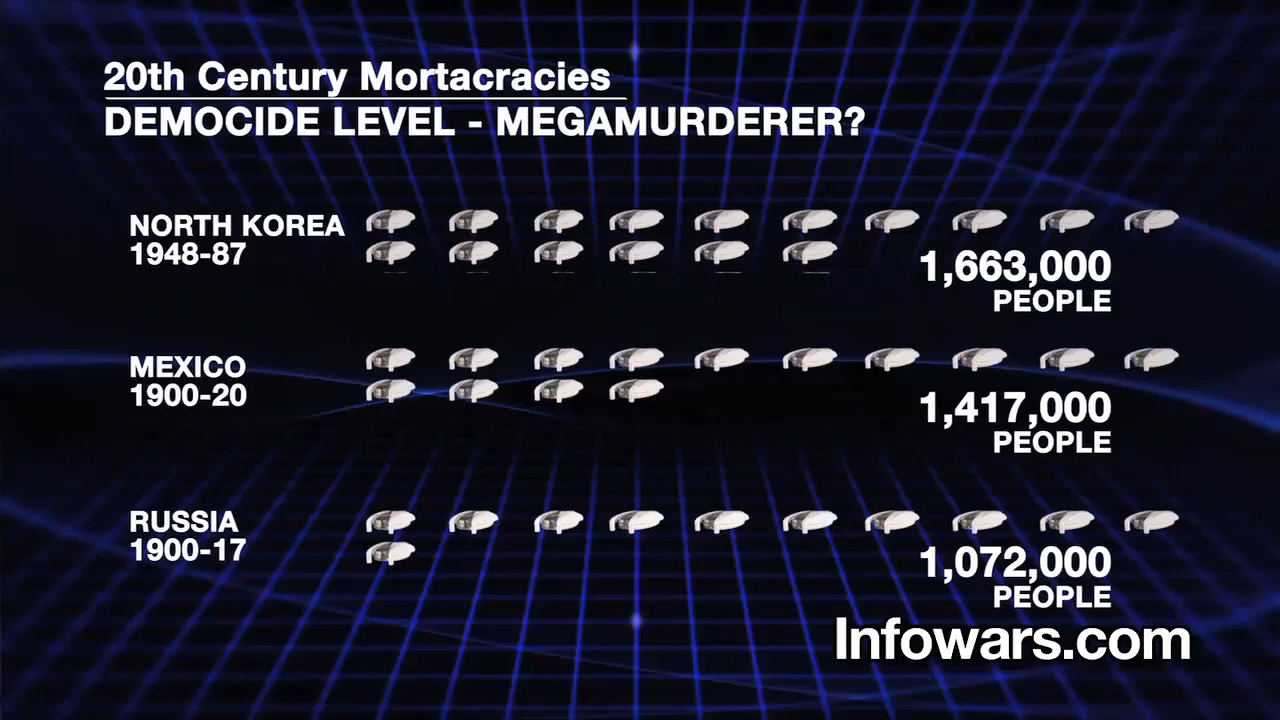 20th Century Mortacracies
DEMOCIDE LEVEL - MEGAMURDERER?
NORTH KOREA
1948-87
1,663,000
PEOPLE
MEXICO
1900-20
1,417,000
PEOPLE
RUSSIA
1900-17
1,072,000
PEOPLE
Infowars.com